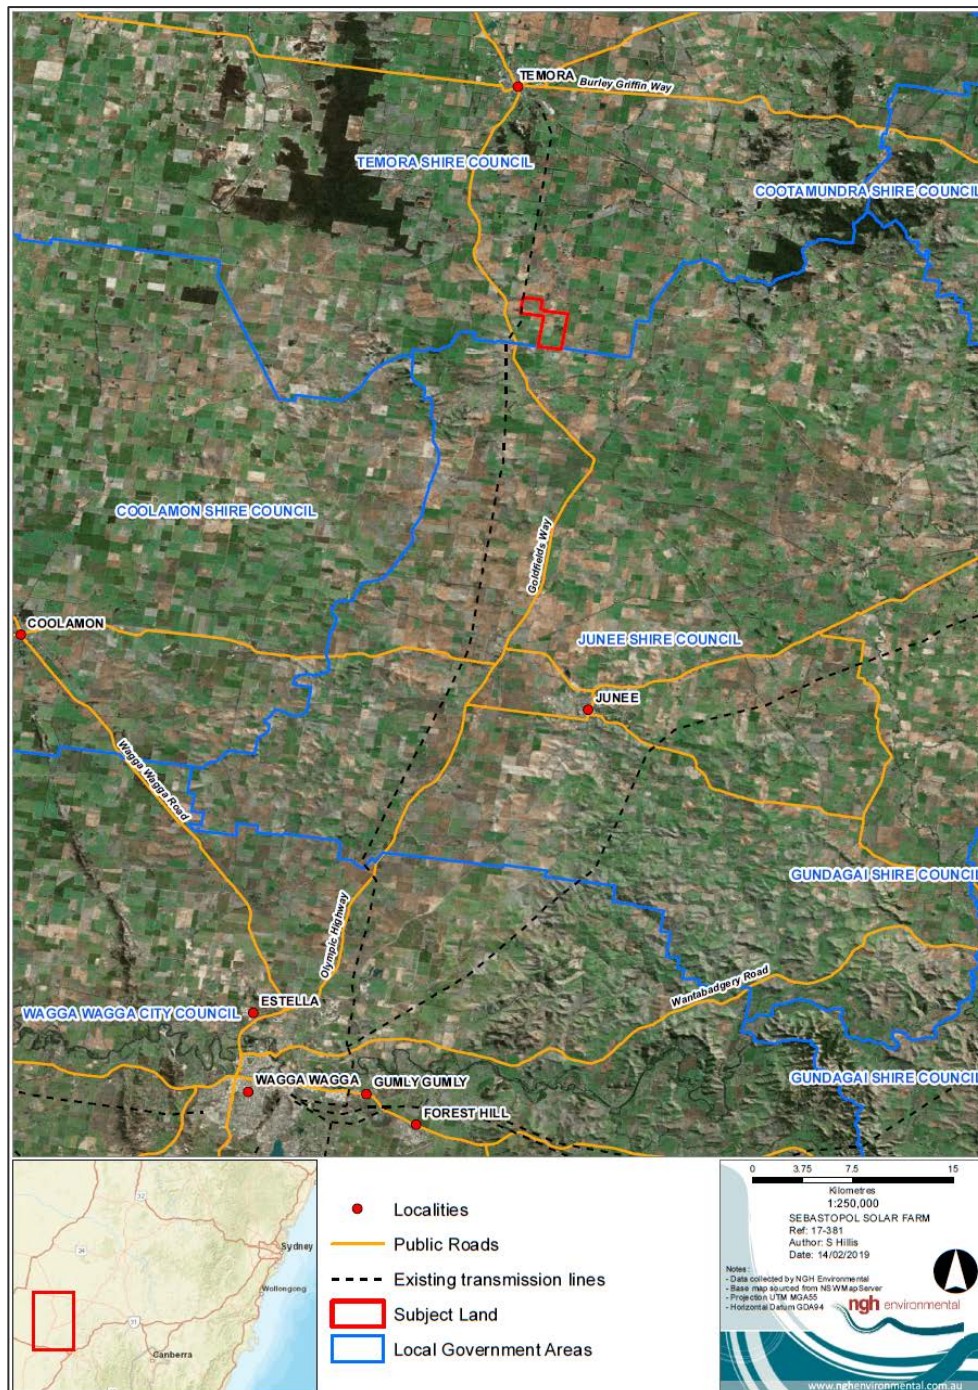 TEMORA
Burley Griffin Way
TEMORA SHIRE COUNCIL
COOTAMUNDRA SHIRE COUNCIL
COOLAMON SHIRE COUNCIL
Goldfields Way
COOLAMON
JUNEE SHIRE COUNCIL
JUNEE
Wagga Wagga Road
GUNDAGAI SHIRE COUNCIL
Olympic Highway
Wantabadgery Road
ESTELLA
WAGGA WAGGA CITY COUNCIL
WAGGA WAGGA
GUMLY GUMLY
GUNDAGAI SHIRE COUNCIL
FOREST HILL
32
24
Sydney
Wollongong
31
Canberra
Localities
Public Roads
Existing transmission lines
Subject Land
Local Government Areas
0 3.75 7.5 15
Kilometres
1:250,000
SEBASTOPOL SOLAR FARM
Ref: 17-381
Author: S Hillis
Date: 14/02/2019
Notes:
- Data collected by NGH Environmental
- Base map sourced from NSWMapServer
- Projection UTM MGA55
- Horizontal Datum GDA94
ngh environmental
www.nghenvironmental.com.au